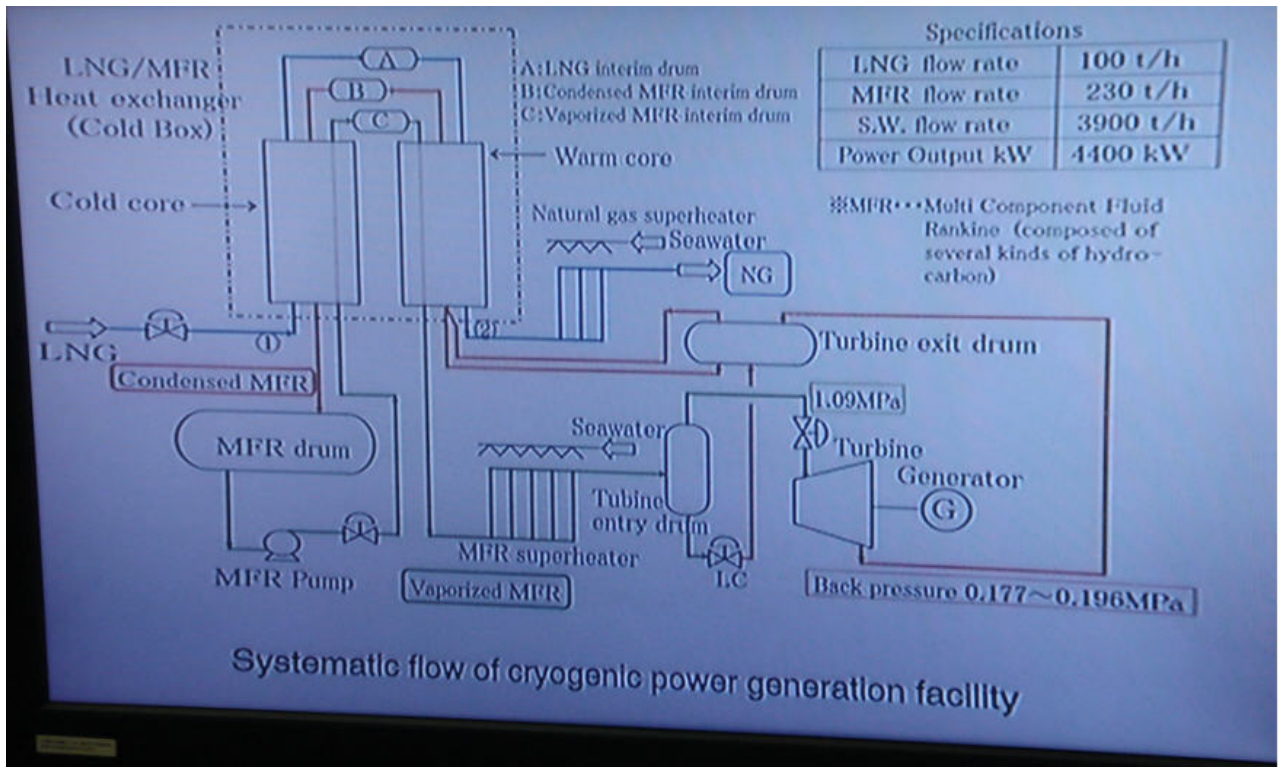 Specifications
LNG flow rate 100 t/h
MFR flow rate 230 t/h
S.W. flow rate 3900 t/h
Power Output kW 4400 kW
LNG/MFR
Heat exchanger
(Cold Box)
A
B
C
A:LNG interim drum
B:Condensed MFR interim drum
C:Vaporized MFR interim drum
Warm core
Cold core
※MFR・・・Multi Component Fluid
Rankine (composed of
several kinds of hydro-
carbon)
Natural gas superheater
Seawater
NG
LNG
(1)
(2)
Turbine exit drum
Condensed MFR
1.09MPa
MFR drum
Seawater
Turbine
Generator
G
Tubine
entry drum
MFR superheater
LC
MFR Pump
Vaporized MFR
Back pressure 0.177~0.196MPa
Systematic flow of cryogenic power generation facility